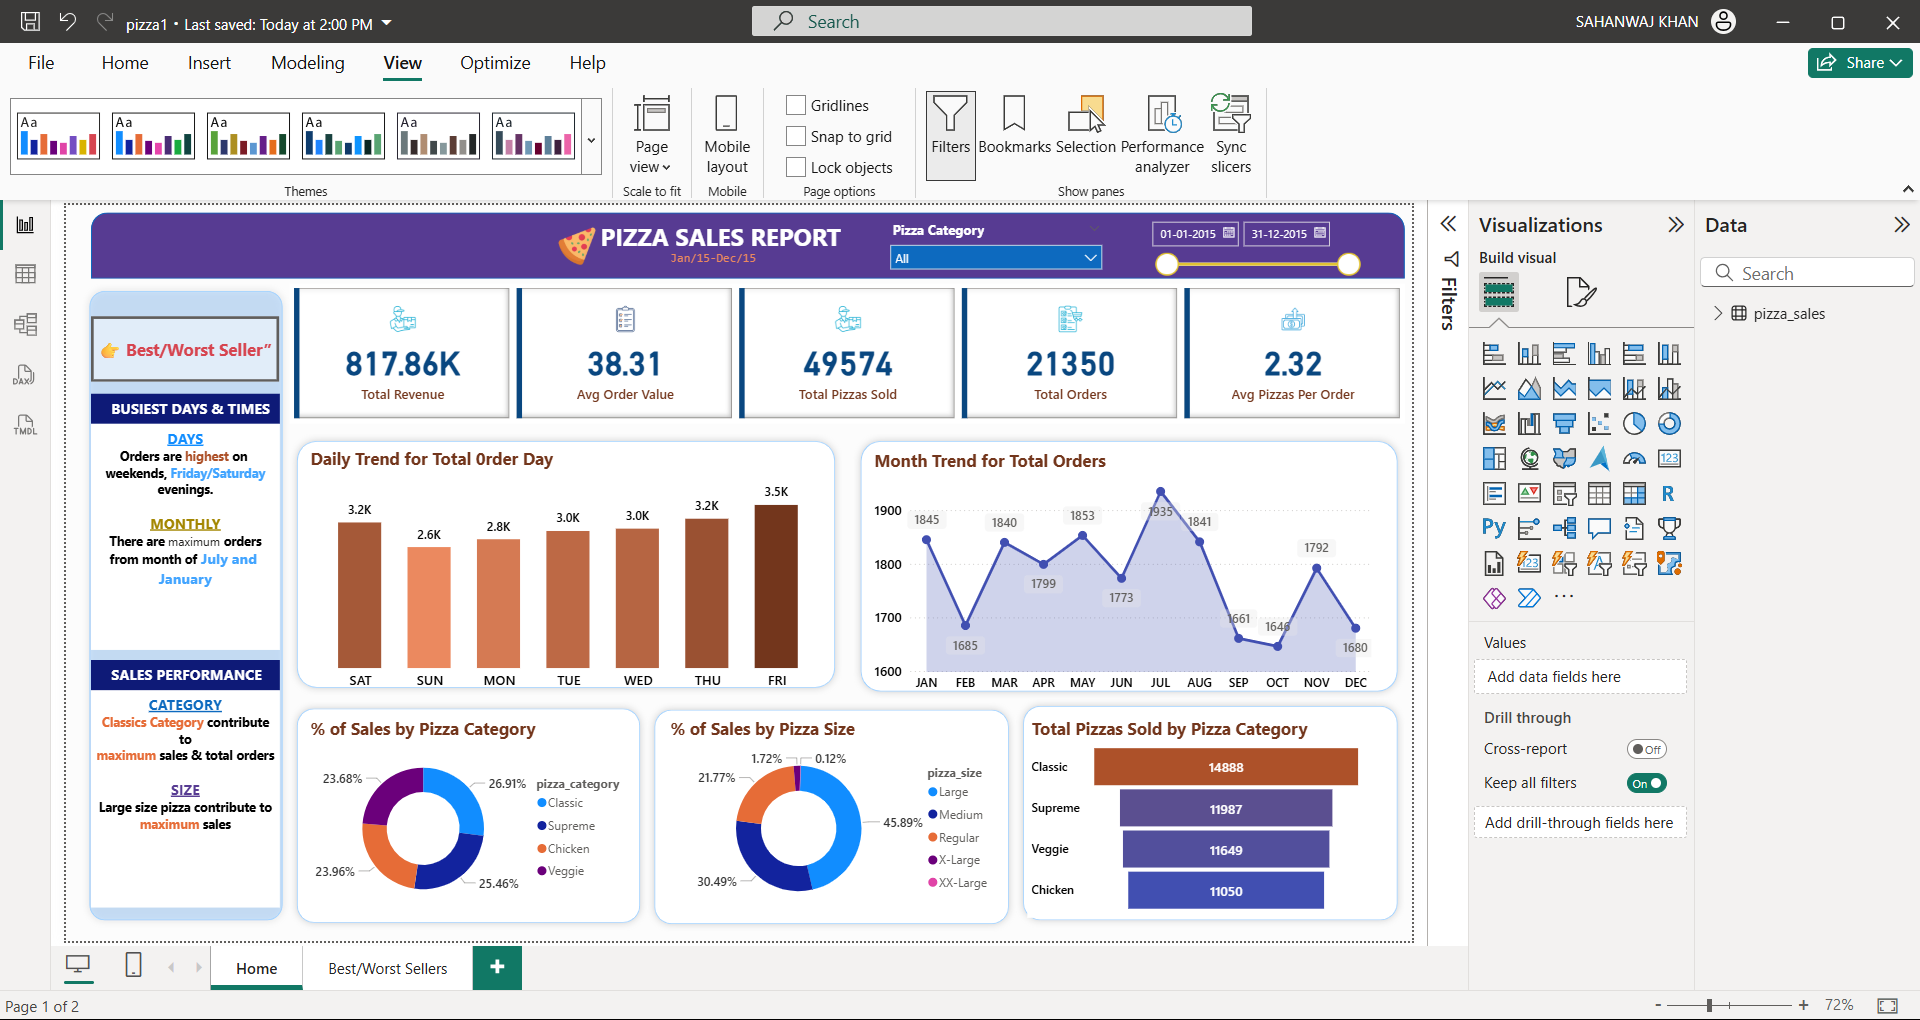 pizza1 • Last saved: Today at 2:00 PM
Search
SAHANWAJ KHAN
File
Home
Insert
Modeling
View
Optimize
Help
Share
Aa
Aa
Aa
Aa
Aa
Aa
Themes
Page view
Scale to fit
Mobile layout
Mobile
Gridlines
Snap to grid
Lock objects
Page options
Filters
Bookmarks
Selection
Performance analyzer
Sync slicers
Show panes
DAX
TMDL
PIZZA SALES REPORT
Jan/15-Dec/15
Pizza Category
All
01-01-2015
31-12-2015
👉 Best/Worst Seller”
BUSIEST DAYS & TIMES
DAYS
Orders are highest on
weekends, Friday/Saturday
evenings.
MONTHLY
There are maximum orders
from month of July and
January
SALES PERFORMANCE
CATEGORY
Classics Category contribute
to
maximum sales & total orders
SIZE
Large size pizza contribute to
maximum sales
817.86K
Total Revenue
38.31
Avg Order Value
49574
Total Pizzas Sold
21350
Total Orders
2.32
Avg Pizzas Per Order
Daily Trend for Total 0rder Day
3.2K
2.6K
2.8K
3.0K
3.0K
3.2K
3.5K
SAT SUN MON TUE WED THU FRI
Month Trend for Total Orders
1900
1800
1700
1600
1845
1685
1840
1799
1853
1773
1935
1841
1661
1646
1792
1680
JAN FEB MAR APR MAY JUN JUL AUG SEP OCT NOV DEC
% of Sales by Pizza Category
23.68%
26.91%
23.96%
25.46%
pizza_category
Classic
Supreme
Chicken
Veggie
% of Sales by Pizza Size
1.72%
0.12%
21.77%
45.89%
30.49%
pizza_size
Large
Medium
Regular
X-Large
XX-Large
Total Pizzas Sold by Pizza Category
Classic 14888
Supreme 11987
Veggie 11649
Chicken 11050
Filters
Visualizations
Build visual
123
R
Py
123
Values
Add data fields here
Drill through
Cross-report
Off
Keep all filters
On
Add drill-through fields here
Data
Search
pizza_sales
Home
Best/Worst Sellers
Page 1 of 2
72%